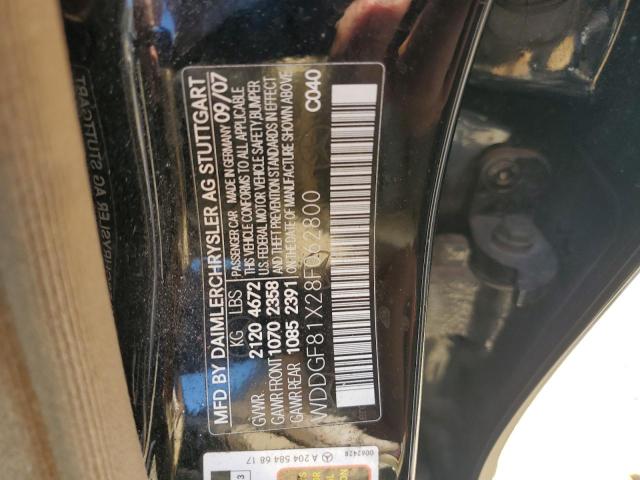 MFD BY DAIMLERCHRYSLER AG STUTTGART
PASSENGER CAR MADE IN GERMANY 09/07
KG LBS THIS VEHICLE CONFORMS TO ALL APPLICABLE
GVWR 2120 4672 U.S. FEDERAL MOTOR VEHICLE SAFETY/BUMPER
GAWR FRONT 1070 2358 AND THEFT PREVENTION STANDARDS IN EFFECT
GAWR REAR 1085 2391 ON THE DATE OF MANUFACTURE SHOWN ABOVE
WDDGF81X28F062800 C040
A 204 584 68 17
0062428